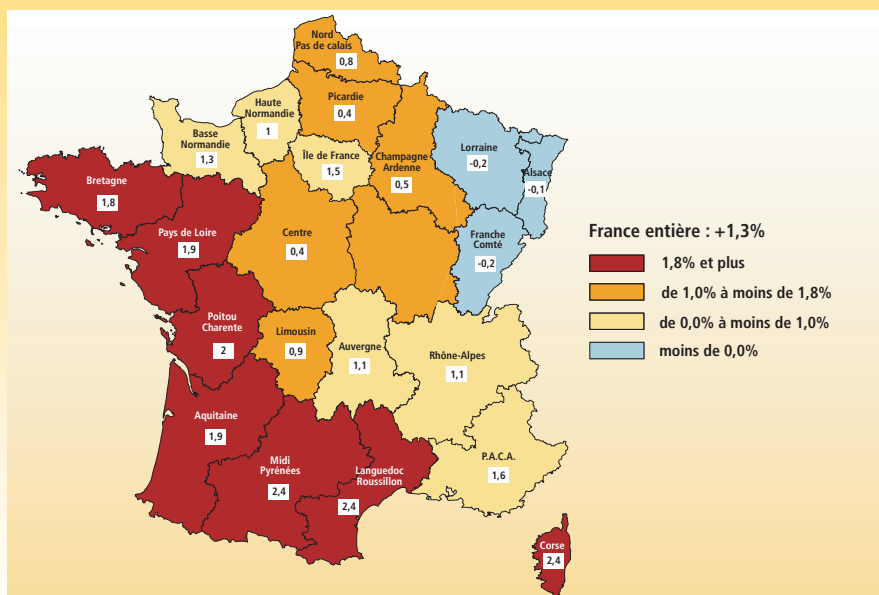 Nord
Pas de calais
0,8
Picardie
0,4
Haute
Normandie
1
Basse
Normandie
1,3
Île de France
1,5
Champagne
Ardenne
0,5
Lorraine
-0,2
Alsace
-0,1
Bretagne
1,8
Pays de Loire
1,9
Centre
0,4
Franche
Comté
-0,2
Poitou
Charente
2
Limousin
0,9
Auvergne
1,1
Rhône-Alpes
1,1
Aquitaine
1,9
Midi
Pyrénées
2,4
Languedoc
Roussillon
2,4
P.A.C.A.
1,6
Corse
2,4
France entière : +1,3%
1,8% et plus
de 1,0% à moins de 1,8%
de 0,0% à moins de 1,0%
moins de 0,0%